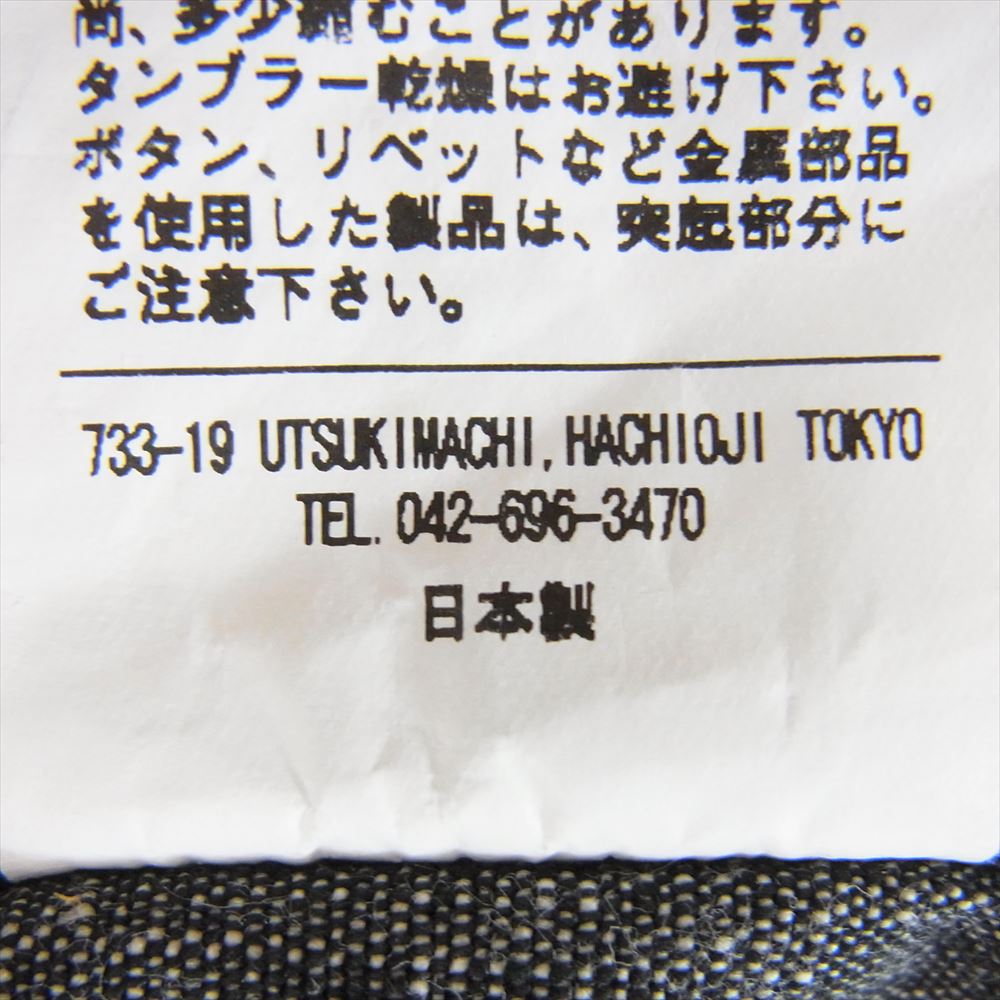 尚、多少縮むことがあります。
タンブラー乾燥はお避け下さい。
ボタン、リベットなど金属部品
を使用した製品は、突起部分に
ご注意下さい。
733-19 UTSUKIMACHI, HACHIOJI TOKYO
TEL. 042-696-3470
日本製